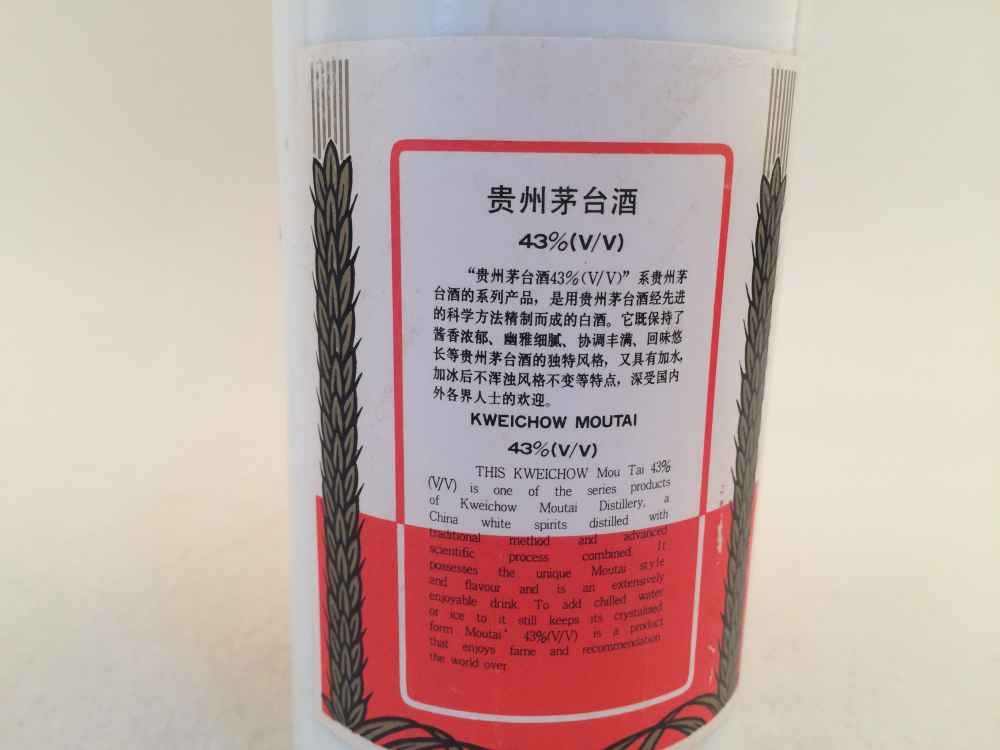 贵州茅台酒
43%(V/V)
“贵州茅台酒43%(V/V)”系贵州茅
台酒的系列产品，是用贵州茅台酒经先进
的科学方法精制而成的白酒。它既保持了
酱香浓郁、幽雅细腻、协调丰满、回味悠
长等贵州茅台酒的独特风格，又具有加水，
加冰后不浑浊风格不变等特点，深受国内
外各界人士的欢迎。
KWEICHOW MOUTAI
43%(V/V)
THIS KWEICHOW Mou Tai 43%
(V/V) is one of the series products
of Kweichow Moutai Distillery, a
China white spirits distilled with
traditional method and advanced
scientific process combined. It
possesses the unique Moutai style
and flavour and is an extensively
enjoyable drink. To add chilled water
or ice to it still keeps its crystalized
form Moutai' 43%(V/V) is a product
that enjoys fame and recommendation
the world over.